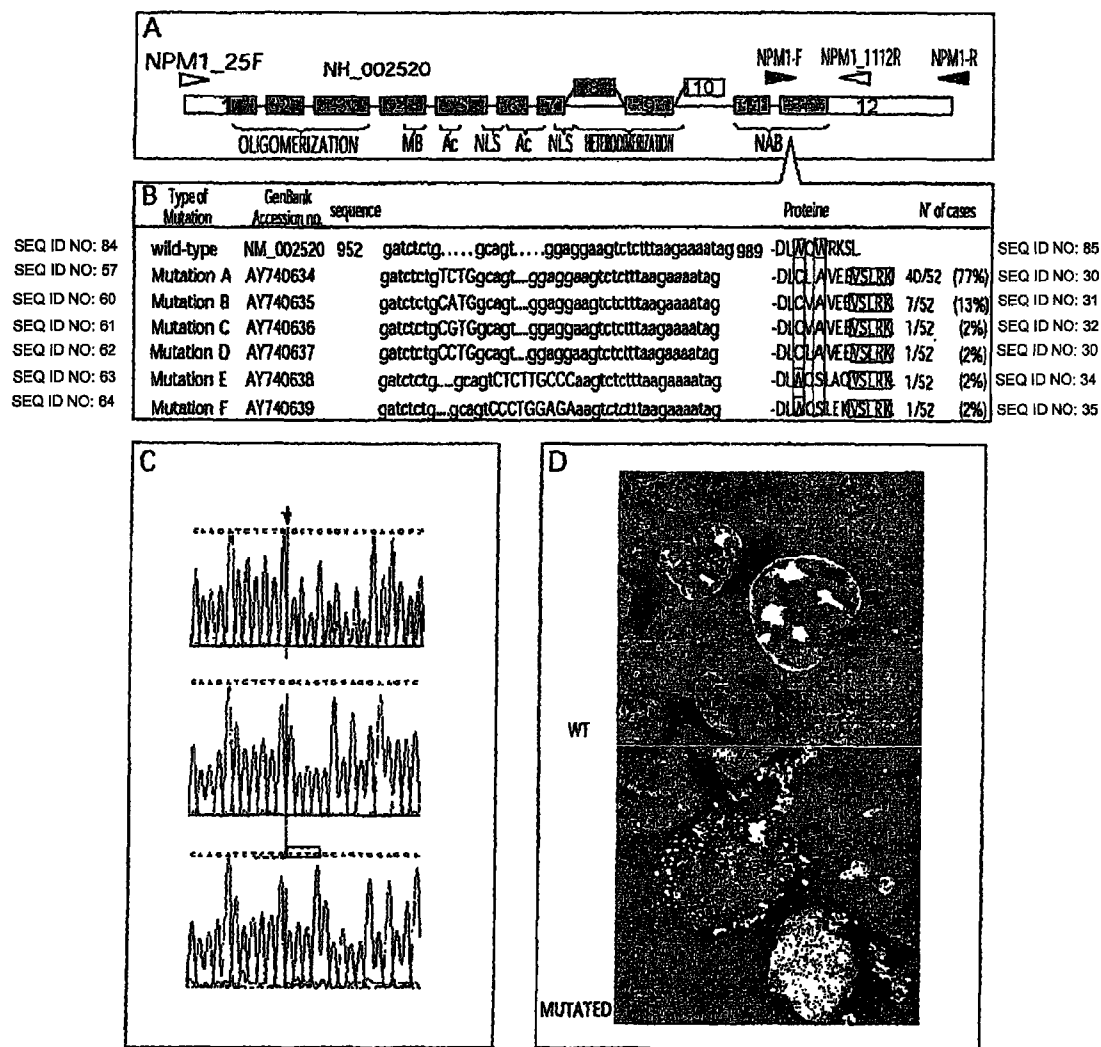 A
NPM1_25F
NH_002520
NPM1-F NPM1_1112R NPM1-R
1 10 12
OLIGOMERIZATION MB Ac NLS Ac NLS HETERODIMERIZATION NAB
B Type of Mutation GenBank Accession no. sequence Proteine N° of cases
SEQ ID NO: 84 wild-type NM_002520 952 gatctctg.....gcagt.....ggaggaagtctctttaagaaaatag 989 -DLWQWRKSL SEQ ID NO: 85
SEQ ID NO: 57 Mutation A AY740634 gatctctgTCTGgcagt....ggaggaagtctctttaagaaaatag -DLCLAVEEVSLRK 40/52 (77%) SEQ ID NO: 30
SEQ ID NO: 60 Mutation B AY740635 gatctctgCATGgcagt....ggaggaagtctctttaagaaaatag -DLCVAVEEVSLRK 7/52 (13%) SEQ ID NO: 31
SEQ ID NO: 61 Mutation C AY740636 gatctctgCGTGgcagt....ggaggaagtctctttaagaaaatag -DLCVAVEEVSLRK 1/52 (2%) SEQ ID NO: 32
SEQ ID NO: 62 Mutation D AY740637 gatctctgCCTGgcagt....ggaggaagtctctttaagaaaatag -DLCLAVEEVSLRK 1/52 (2%) SEQ ID NO: 30
SEQ ID NO: 63 Mutation E AY740638 gatctctg....gcagtCTCTTGCCCaagtctctttaagaaaatag -DLWQSLAQVSLRK 1/52 (2%) SEQ ID NO: 34
SEQ ID NO: 64 Mutation F AY740639 gatctctg....gcagtCCCTGGAGAaagtctctttaagaaaatag -DLWQSLEKVSLRK 1/52 (2%) SEQ ID NO: 35
C
D
WT
MUTATED